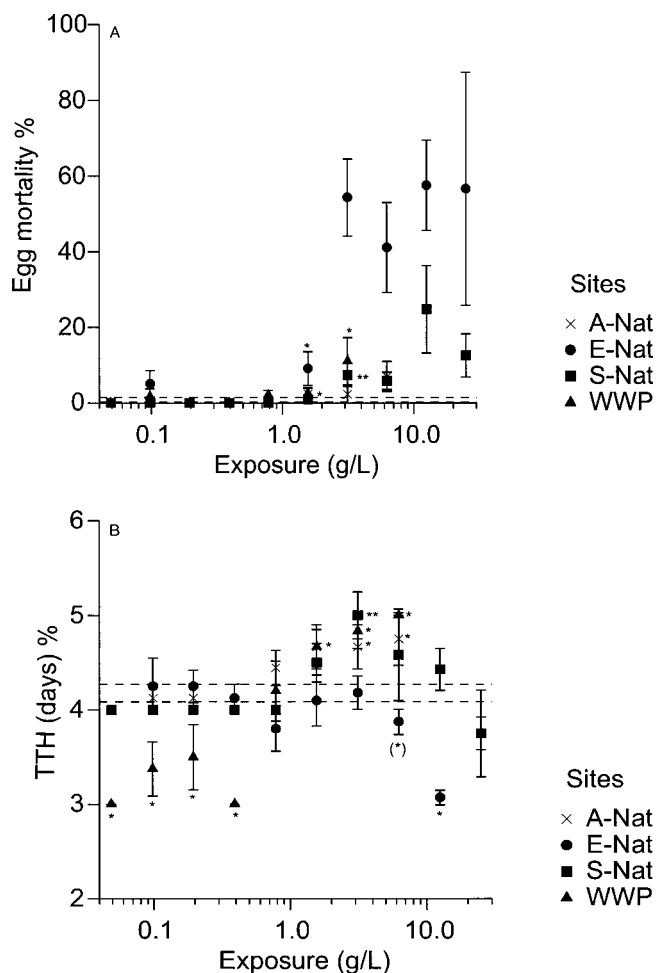 A
Egg mortality %
100
80
60
40
20
0
*
*
*
**
0.1 1.0 10.0
Exposure (g/L)
Sites
A-Nat
E-Nat
S-Nat
WWP
B
TTH (days) %
6
5
4
3
2
* * * *
* ** * * * * (*) *
0.1 1.0 10.0
Exposure (g/L)
Sites
A-Nat
E-Nat
S-Nat
WWP